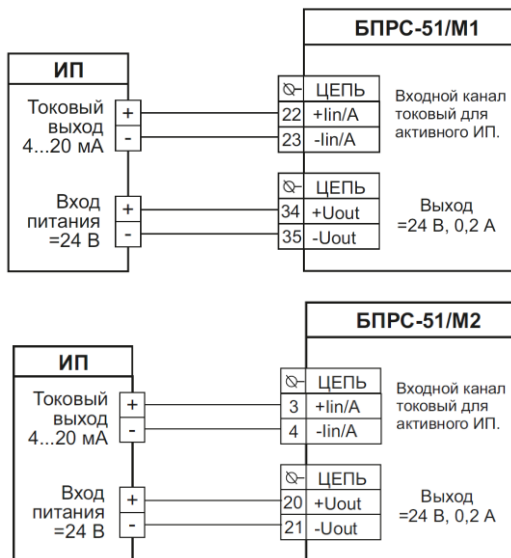 БПРС-51/М1
ИП
Токовый
выход
4...20 мА
+
-
ЦЕПЬ
22 +Iin/A
23 -Iin/A
Входной канал
токовый для
активного ИП.
Вход
питания
=24 В
+
-
ЦЕПЬ
34 +Uout
35 -Uout
Выход
=24 В, 0,2 А
БПРС-51/М2
ИП
Токовый
выход
4...20 мА
+
-
ЦЕПЬ
3 +Iin/A
4 -Iin/A
Входной канал
токовый для
активного ИП.
Вход
питания
=24 В
+
-
ЦЕПЬ
20 +Uout
21 -Uout
Выход
=24 В, 0,2 А